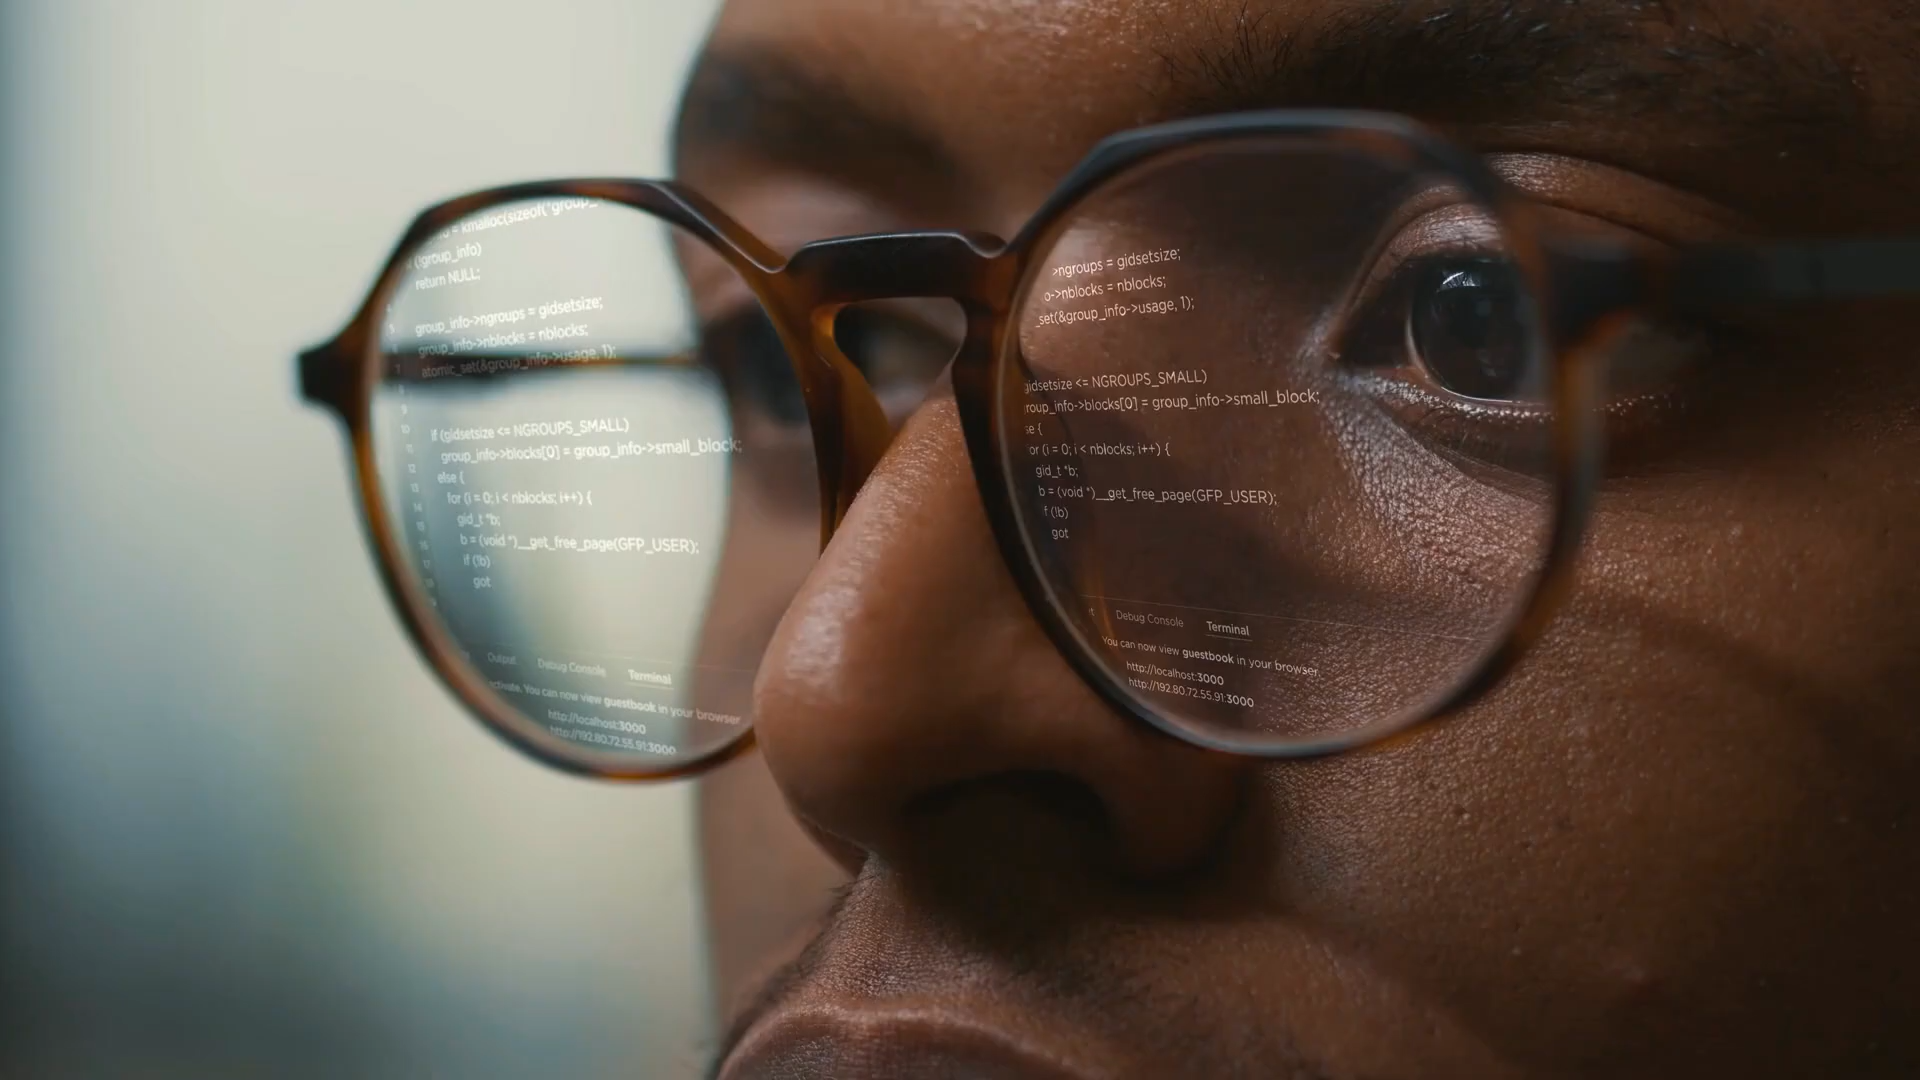 = kmalloc(sizeof(*group_
(!group_info)
return NULL;
group_info->ngroups = gidsetsize;
group_info->nblocks = nblocks;
atomic_set(&group_info->usage, 1);
if (gidsetsize <= NGROUPS_SMALL)
group_info->blocks[0] = group_info->small_block;
else {
for (i = 0; i < nblocks; i++) {
gid_t *b;
b = (void *)__get_free_page(GFP_USER);
if (!b)
got
Output Debug Console Terminal
You can now view guestbook in your browser
http://localhost:3000
http://192.80.72.55.91:3000
>ngroups = gidsetsize;
o->nblocks = nblocks;
_set(&group_info->usage, 1);
gidsetsize <= NGROUPS_SMALL)
roup_info->blocks[0] = group_info->small_block;
se {
or (i = 0; i < nblocks; i++) {
gid_t *b;
b = (void *)__get_free_page(GFP_USER);
f (!b)
got
Debug Console Terminal
You can now view guestbook in your browser
http://localhost:3000
http://192.80.72.55.91:3000